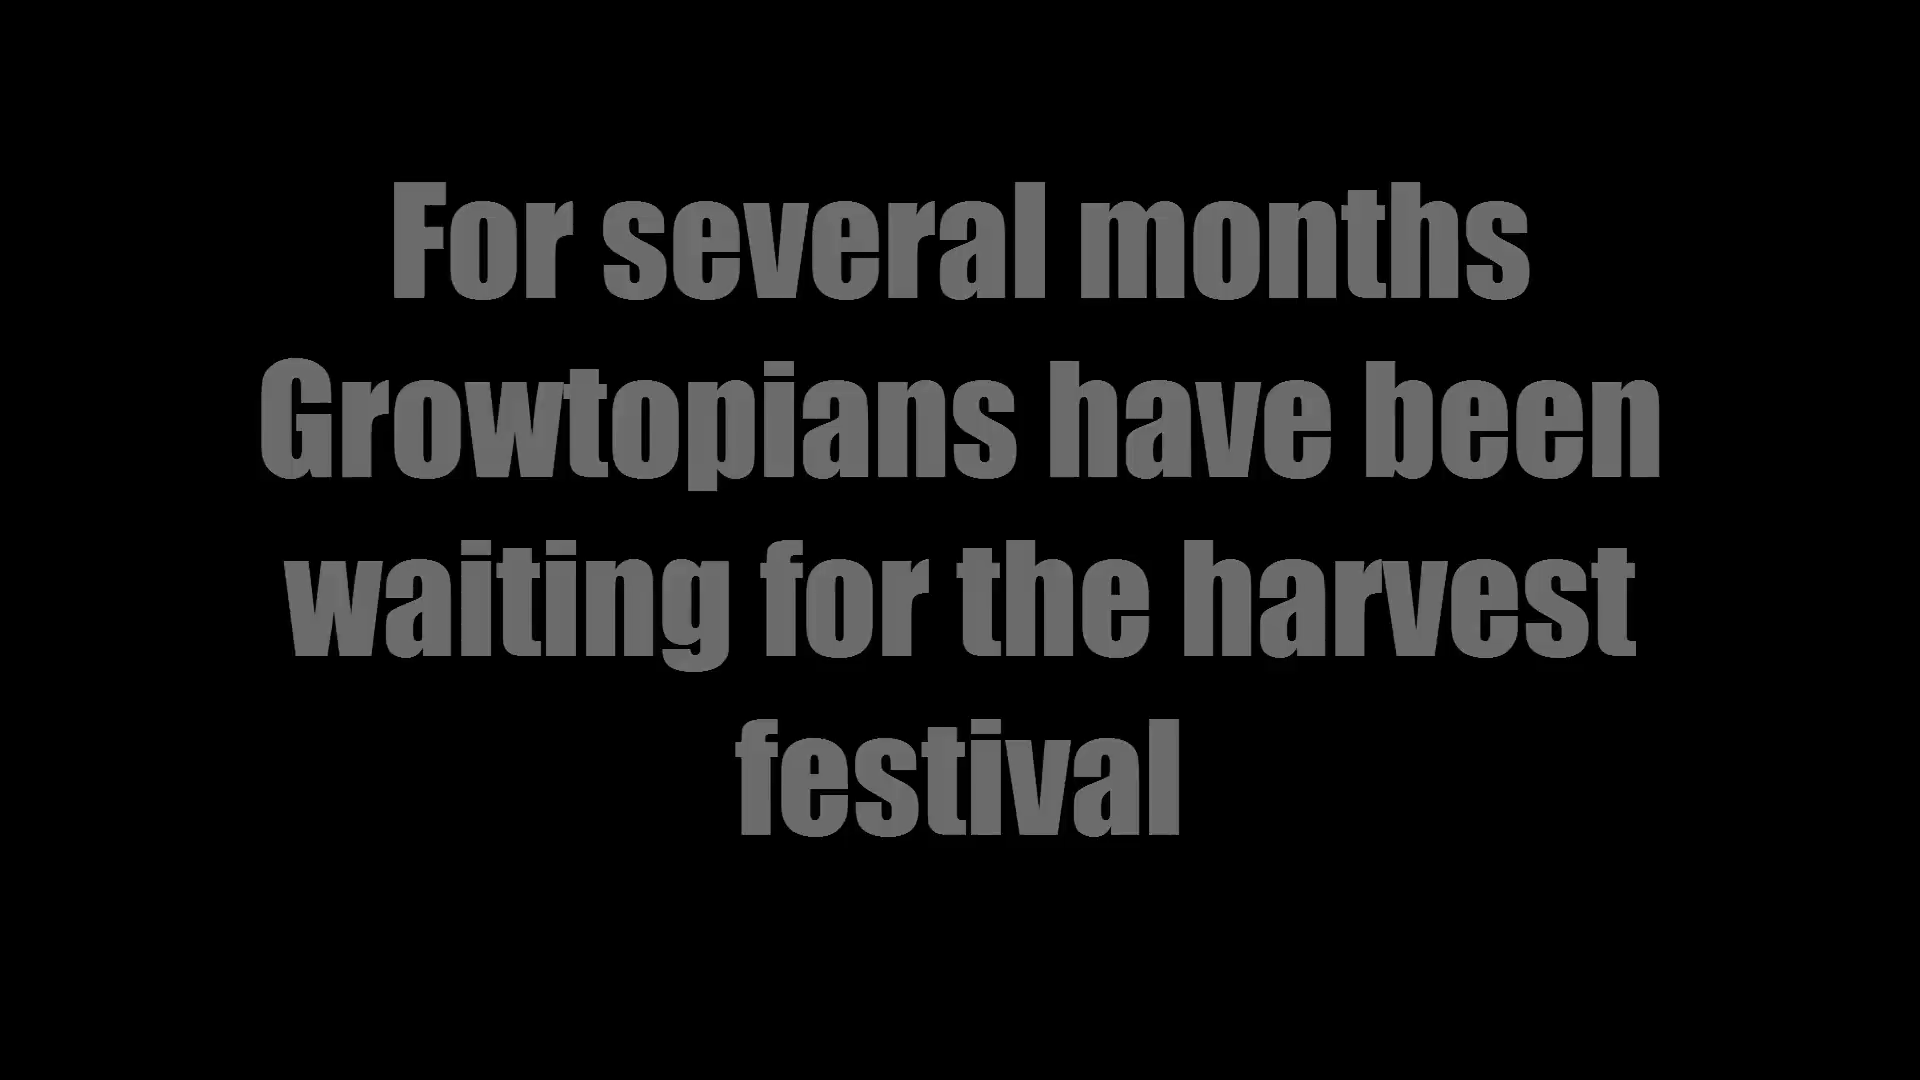 For several months
Growtopians have been
waiting for the harvest
festival